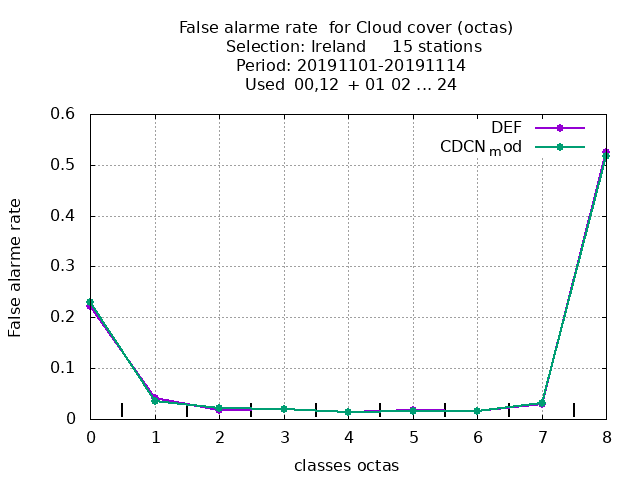 False alarme rate  for Cloud cover (octas)
Selection: Ireland     15 stations
Period: 20191101-20191114
Used  00,12  + 01 02 ... 24
DEF
CDCN_mod
0.6
0.5
0.4
0.3
0.2
0.1
0
False alarme rate
0 1 2 3 4 5 6 7 8
classes octas